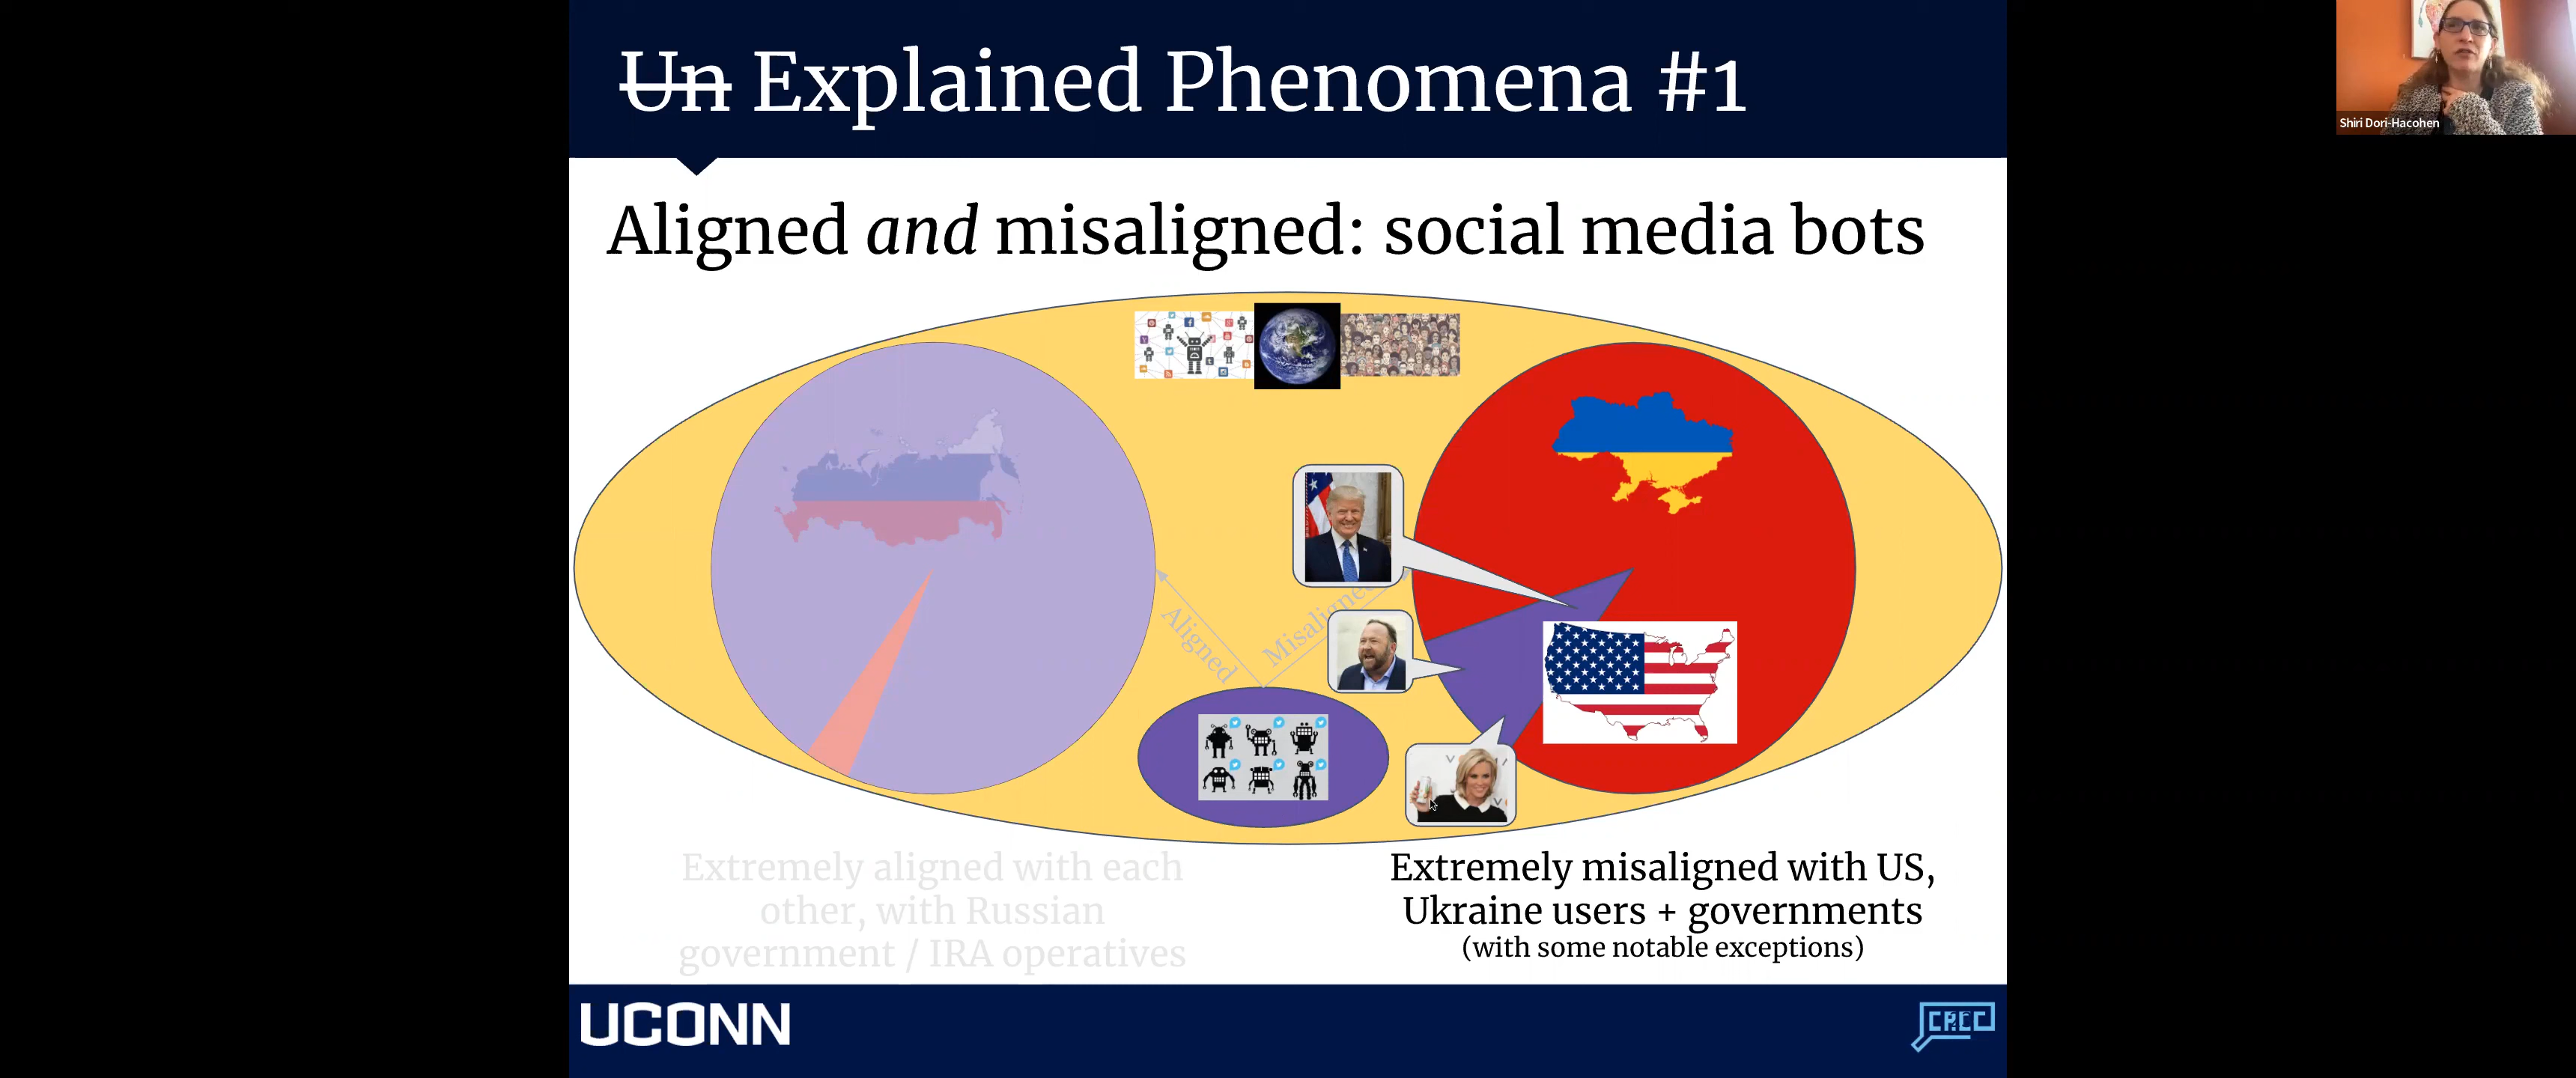 Un Explained Phenomena #1
Shiri Dori-Hacohen
Aligned and misaligned: social media bots
Aligned
Misaligned
Extremely aligned with each
other, with Russian
government / IRA operatives
Extremely misaligned with US,
Ukraine users + governments
(with some notable exceptions)
UCONN